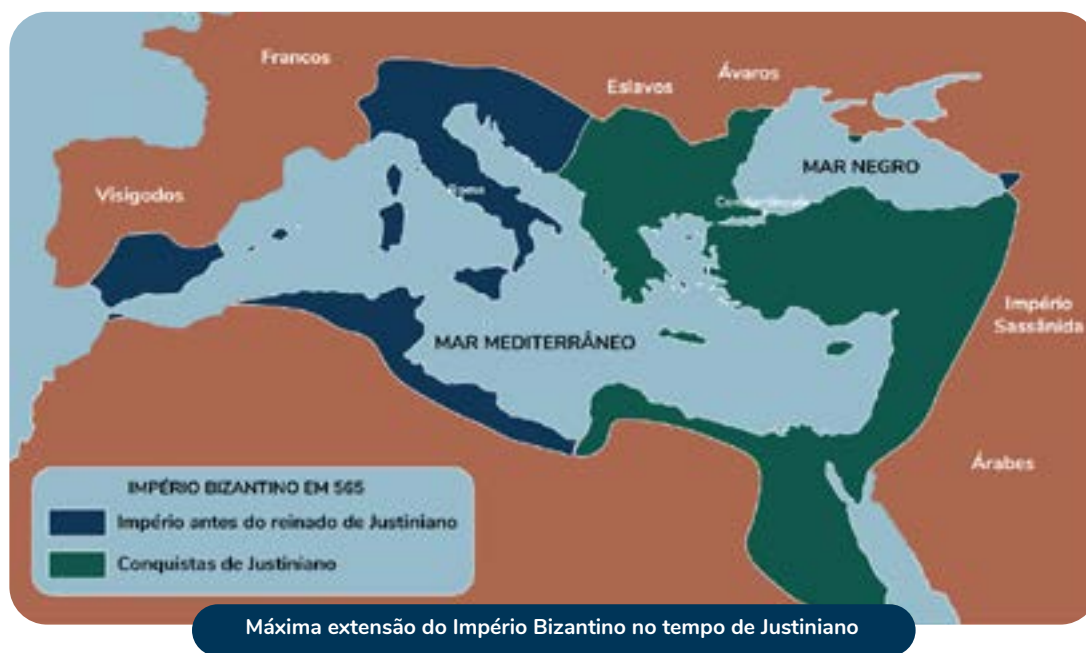 Francos
Eslavos
Ávaros
Visigodos
MAR NEGRO
Roma
Constantinopla
Império
Sassânida
MAR MEDITERRÂNEO
Árabes
IMPÉRIO BIZANTINO EM 565
Império antes do reinado de Justiniano
Conquistas de Justiniano
Máxima extensão do Império Bizantino no tempo de Justiniano